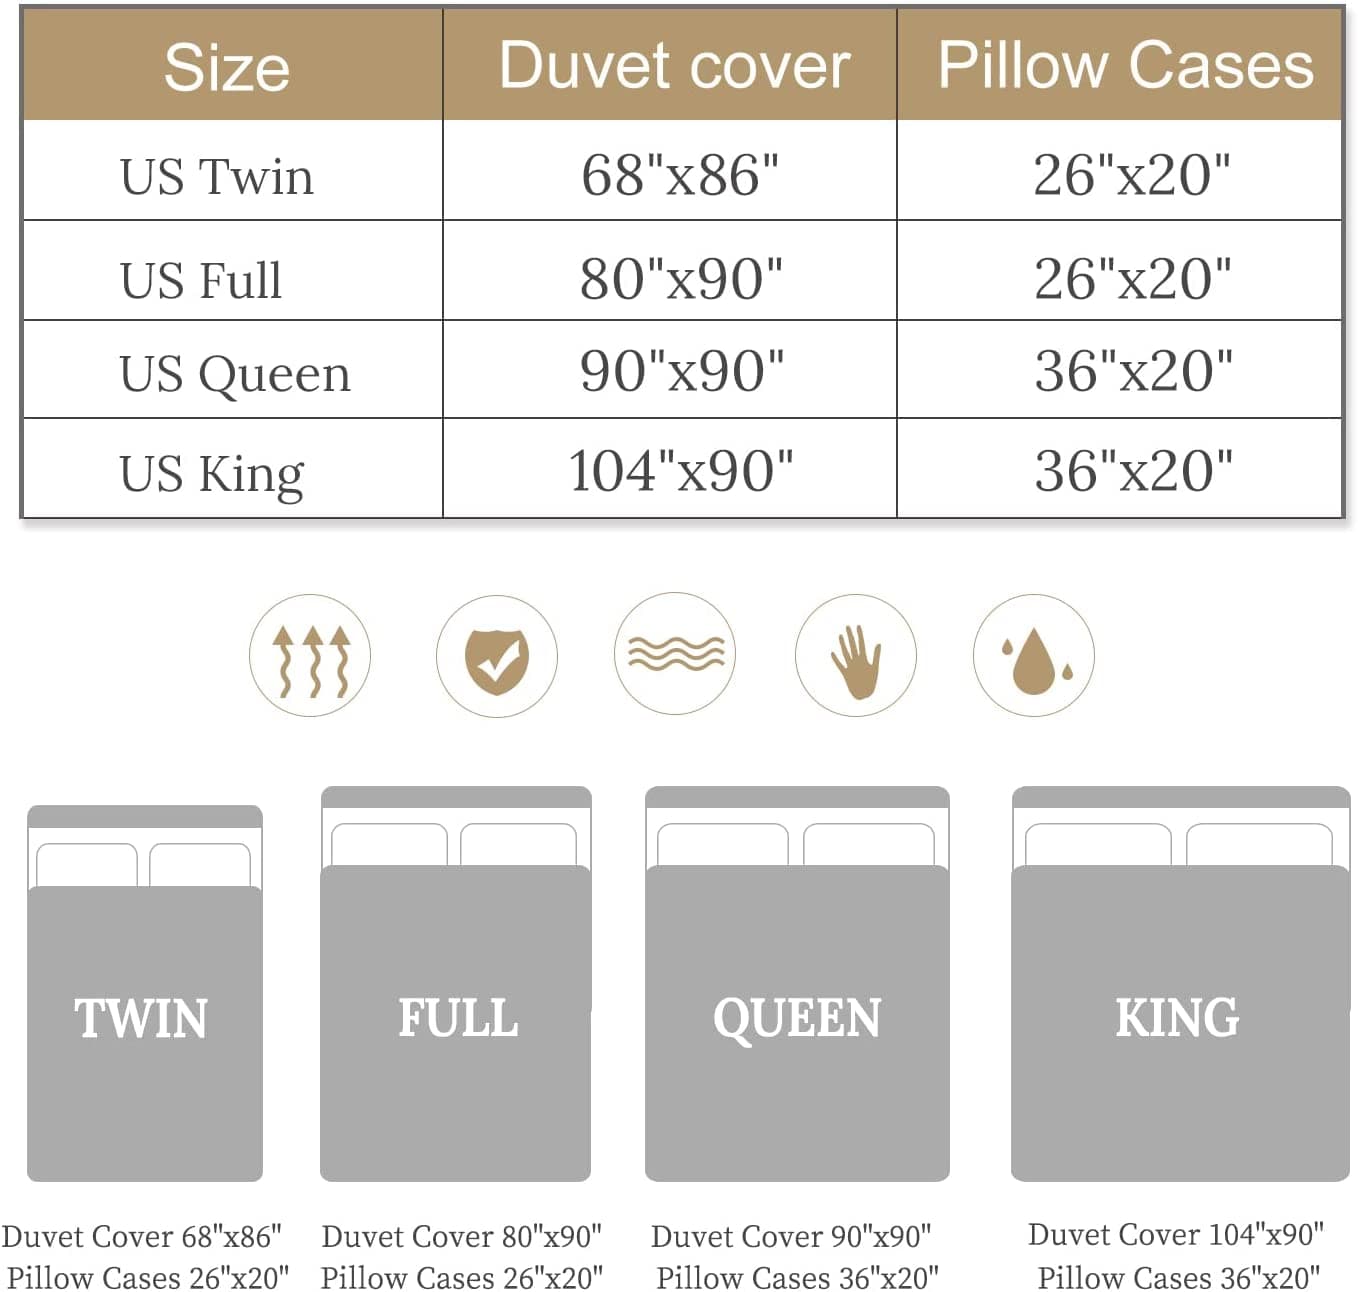 Size Duvet cover Pillow Cases
US Twin 68"x86" 26"x20"
US Full 80"x90" 26"x20"
US Queen 90"x90" 36"x20"
US King 104"x90" 36"x20"
TWIN FULL QUEEN KING
Duvet Cover 68"x86" Duvet Cover 80"x90" Duvet Cover 90"x90" Duvet Cover 104"x90"
Pillow Cases 26"x20" Pillow Cases 26"x20" Pillow Cases 36"x20" Pillow Cases 36"x20"